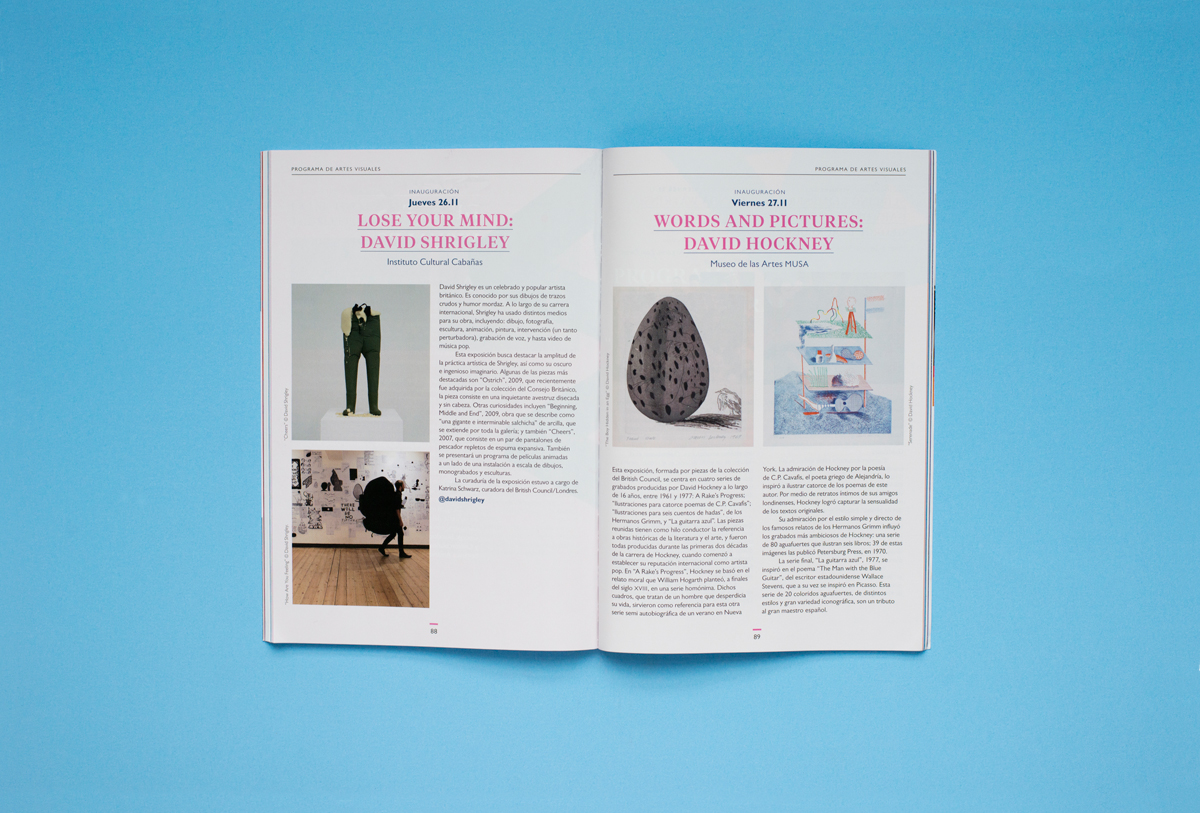 PROGRAMA DE ARTES VISUALES
INAUGURACIÓN
Jueves 26.11
LOSE YOUR MIND:
DAVID SHRIGLEY
Instituto Cultural Cabañas
"Cheers" © David Shrigley
"How Are You Feeling" © David Shrigley
David Shrigley es un celebrado y popular artista
británico. Es conocido por sus dibujos de trazos
crudos y humor mordaz. A lo largo de su carrera
internacional, Shrigley ha usado distintos medios
para su obra, incluyendo: dibujo, fotografía,
escultura, animación, pintura, intervención (un tanto
perturbadora), grabación de voz, y hasta video de
música pop.
Esta exposición busca destacar la amplitud de
la práctica artística de Shrigley, así como su oscuro
e ingenioso imaginario. Algunas de las piezas más
destacadas son "Ostrich", 2009, que recientemente
fue adquirida por la colección del Consejo Británico,
la pieza consiste en una inquietante avestruz disecada
y sin cabeza. Otras curiosidades incluyen "Beginning,
Middle and End", 2009, obra que se describe como
"una gigante e interminable salchicha" de arcilla, que
se extiende por toda la galería; y también "Cheers",
2007, que consiste en un par de pantalones de
pescador repletos de espuma expansiva. También
se presentará un programa de películas animadas
a un lado de una instalación a escala de dibujos,
monograbados y esculturas.
La curaduría de la exposición estuvo a cargo de
Katrina Schwarz, curadora del British Council/Londres.
@davidshrigley
THERE
WILL BE
NO
88
PROGRAMA DE ARTES VISUALES
INAUGURACIÓN
Viernes 27.11
WORDS AND PICTURES:
DAVID HOCKNEY
Museo de las Artes MUSA
"Serenade" © David Hockney
Esta exposición, formada por piezas de la colección
del British Council, se centra en cuatro series de
grabados producidas por David Hockney a lo largo
de 16 años, entre 1961 y 1977: A Rake's Progress;
"Ilustraciones para catorce poemas de C.P. Cavafis";
"Ilustraciones para seis cuentos de hadas", de los
Hermanos Grimm, y "La guitarra azul". Las piezas
reunidas tienen como hilo conductor la referencia
a obras históricas de la literatura y el arte, y fueron
todas producidas durante las primeras dos décadas
de la carrera de Hockney, cuando comenzó a
establecer su reputación internacional como artista
pop. En "A Rake's Progress", Hockney se basó en el
relato moral que William Hogarth planteó, a finales
del siglo XVIII, en una serie homónima. Dichos
cuadros, que tratan de un hombre que desperdicia
su vida, sirvieron como referencia para esta otra
serie semi autobiográfica de un verano en Nueva
York. La admiración de Hockney por la poesía
de C.P. Cavafis, el poeta griego de Alejandría, lo
inspiró a ilustrar catorce de los poemas de este
autor. Por medio de retratos íntimos de sus amigos
londinenses, Hockney logró capturar la sensualidad
de los textos originales.
Su admiración por el estilo simple y directo de
los famosos relatos de los Hermanos Grimm influyó
los grabados más ambiciosos de Hockney: una serie
de 80 aguafuertes que ilustran seis libros; 39 de estas
imágenes las publicó Petersburg Press, en 1970.
La serie final, "La guitarra azul", 1977, se
inspiró en el poema "The Man with the Blue
Guitar", del escritor estadounidense Wallace
Stevens, que a su vez se inspiró en Picasso. Esta
serie de 20 coloridos aguafuertes, de distintos
estilos y gran variedad iconográfica, son un tributo
al gran maestro español.
89